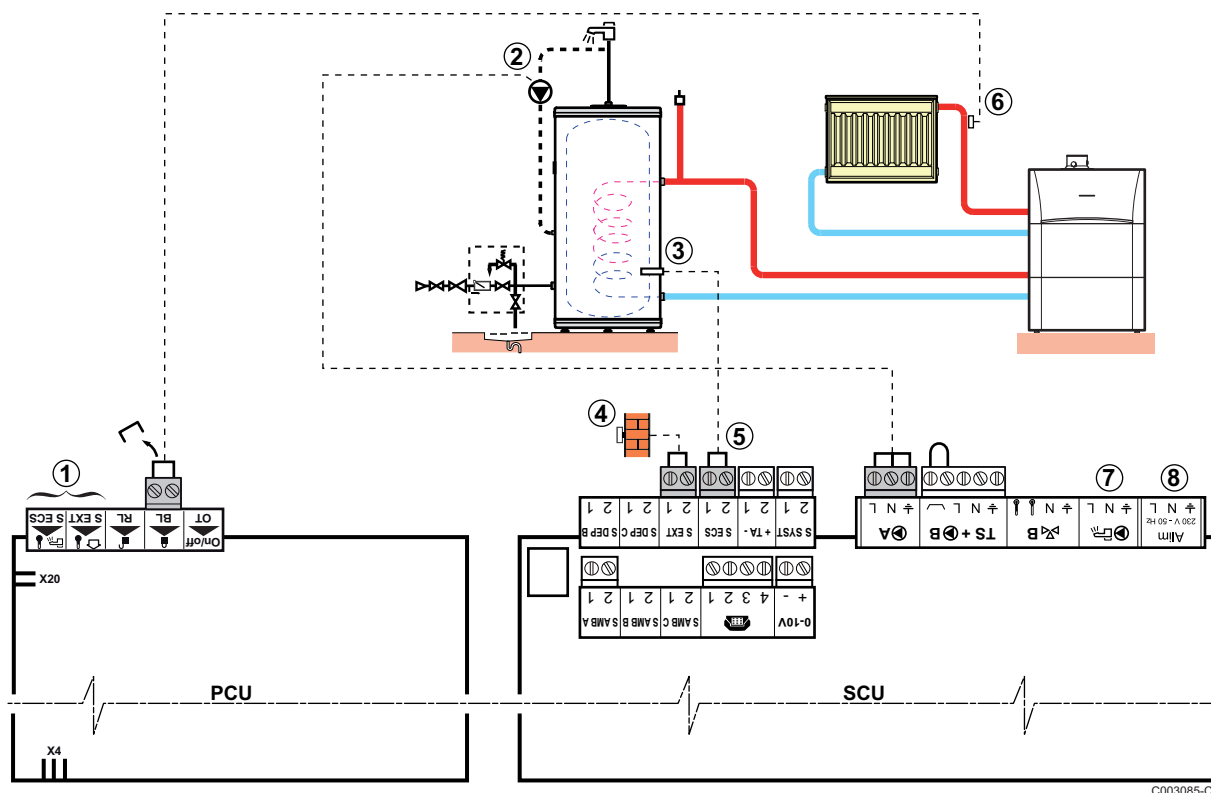 2
6
3
4
5
1
7
8
S ECS
S EXT
RL
BL
On/off
OT
X20
2 1
2 1
2 1
2 1
2 1
2 1
S DEP B
S DEP C
S EXT
S ECS
+ TA -
S SYST
L N
A
L N
TS + B
N
B
L N
L N
230 V - 50 Hz
Alim
2 1
2 1
2 1
1 2 3 4
- +
S AMB A
S AMB B
S AMB C
0-10V
PCU
SCU
X4
C003085-C